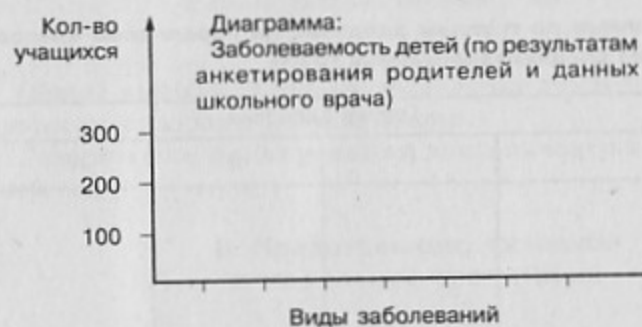 Кол-во
учащихся
Диаграмма:
Заболеваемость детей (по результатам
анкетирования родителей и данных
школьного врача)
300
200
100
Виды заболеваний